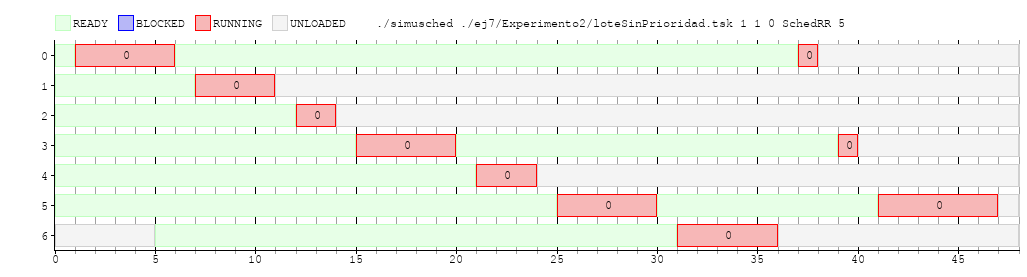 READY BLOCKED RUNNING UNLOADED ./simusched ./ej7/Experimento2/loteSinPrioridad.tsk 1 1 0 SchedRR 5
0 0 0
1 0
2 0
3 0 0
4 0
5 0 0
6 0
0 5 10 15 20 25 30 35 40 45